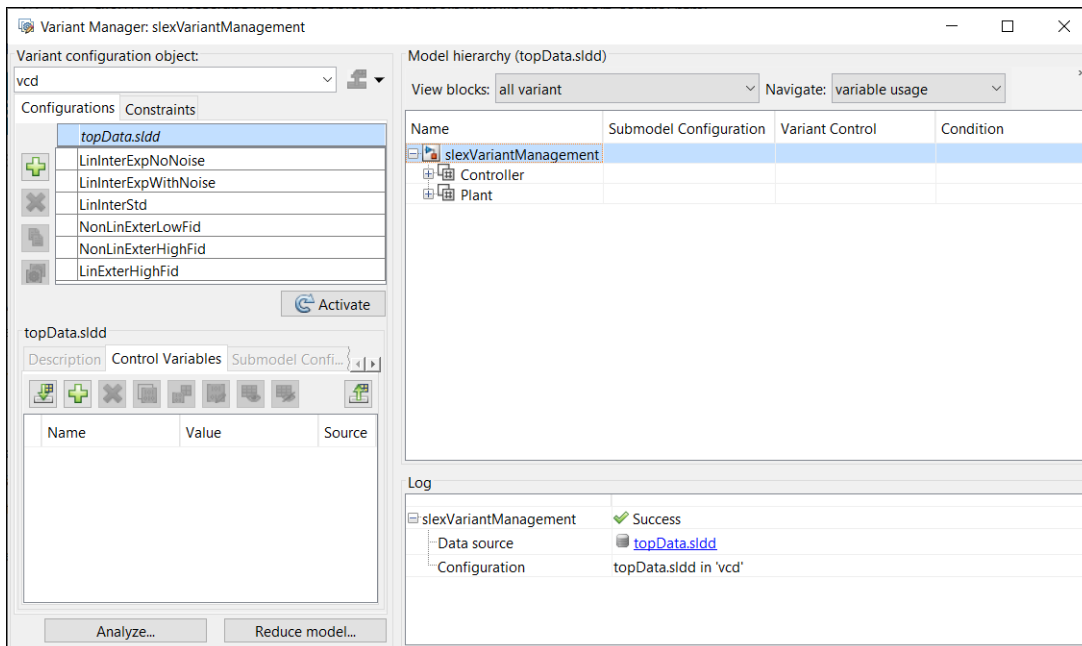 Variant Manager: slexVariantManagement
Variant configuration object:
vcd
Configurations Constraints
topData.sldd
LinInterExpNoNoise
LinInterExpWithNoise
LinInterStd
NonLinExterLowFid
NonLinExterHighFid
LinExterHighFid
Activate
topData.sldd
Description Control Variables Submodel Confi...
Name Value Source
Analyze... Reduce model...
Model hierarchy (topData.sldd)
View blocks: all variant Navigate: variable usage
Name Submodel Configuration Variant Control Condition
slexVariantManagement
Controller
Plant
Log
slexVariantManagement Success
Data source topData.sldd
Configuration topData.sldd in 'vcd'